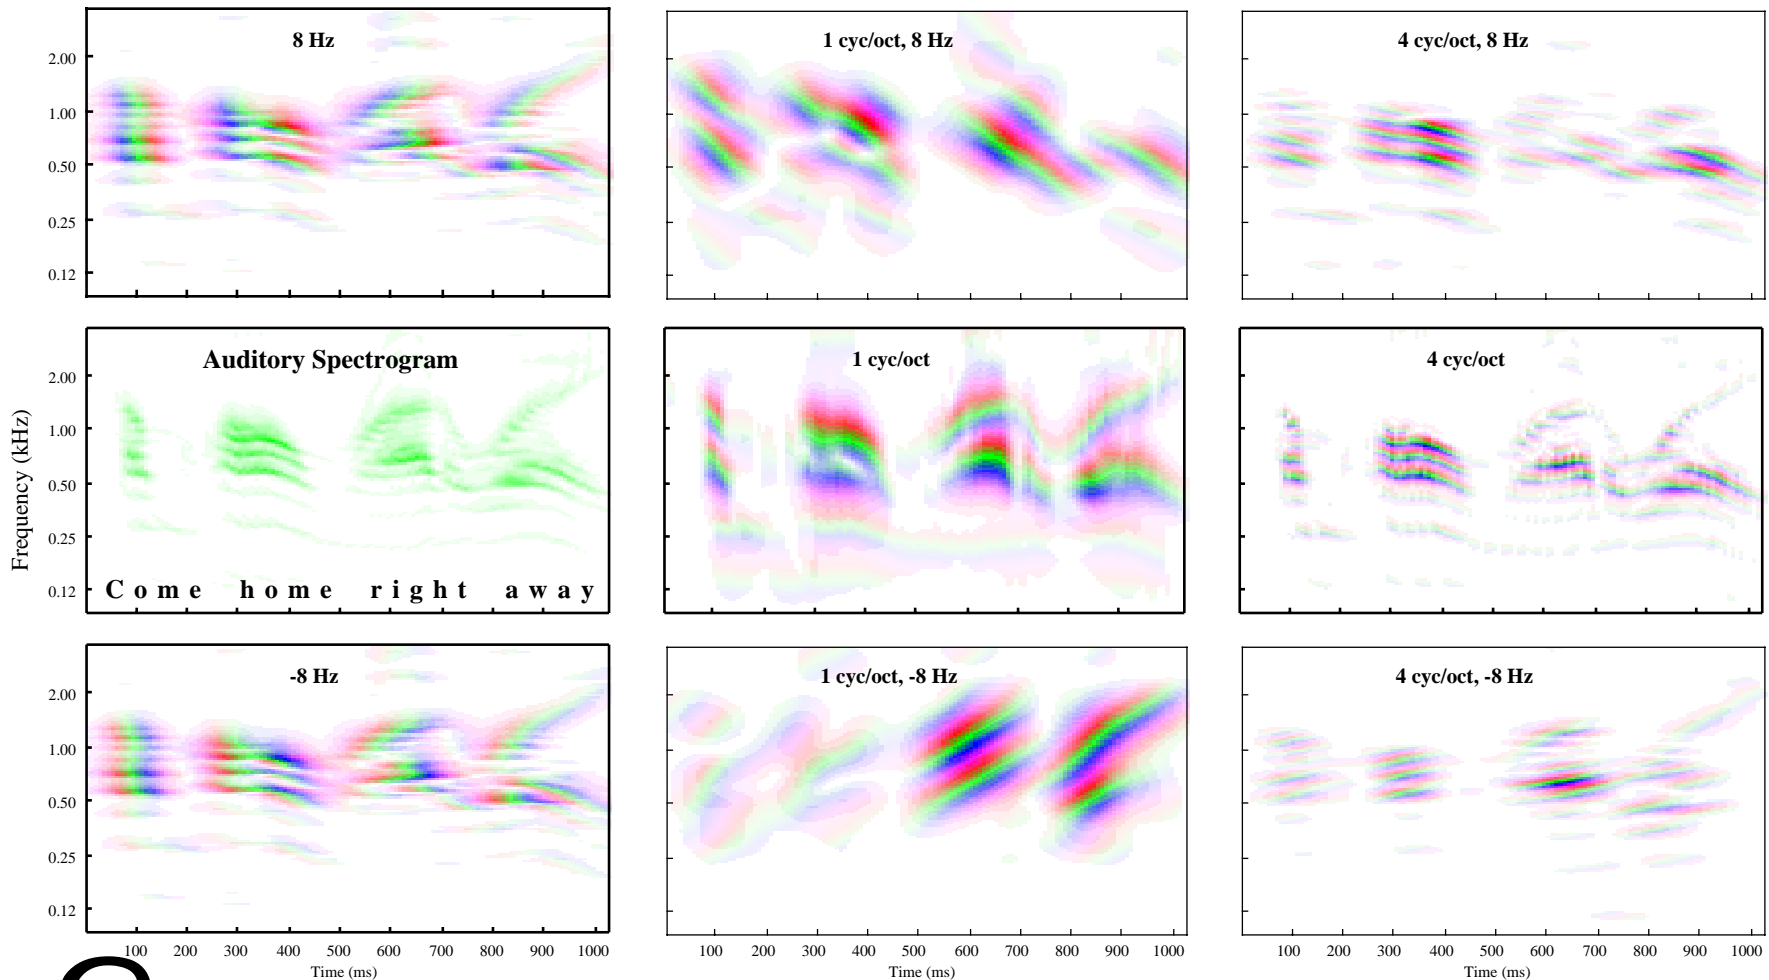 8 Hz
1 cyc/oct, 8 Hz
4 cyc/oct, 8 Hz
2.00
1.00
0.50
0.25
0.12
Auditory Spectrogram
1 cyc/oct
4 cyc/oct
Frequency (kHz)
2.00
1.00
0.50
0.25
0.12
Come home right away
-8 Hz
1 cyc/oct, -8 Hz
4 cyc/oct, -8 Hz
2.00
1.00
0.50
0.25
0.12
100 200 300 400 500 600 700 800 900 1000
100 200 300 400 500 600 700 800 900 1000
100 200 300 400 500 600 700 800 900 1000
Time (ms)
Time (ms)
Time (ms)